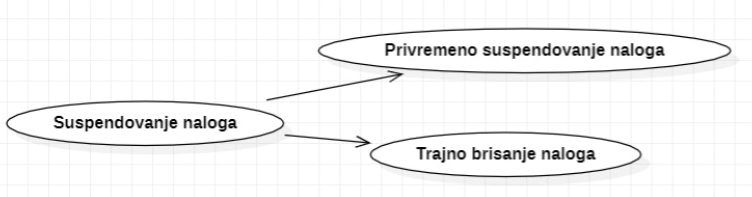 Privremeno suspendovanje naloga
Suspendovanje naloga
Trajno brisanje naloga